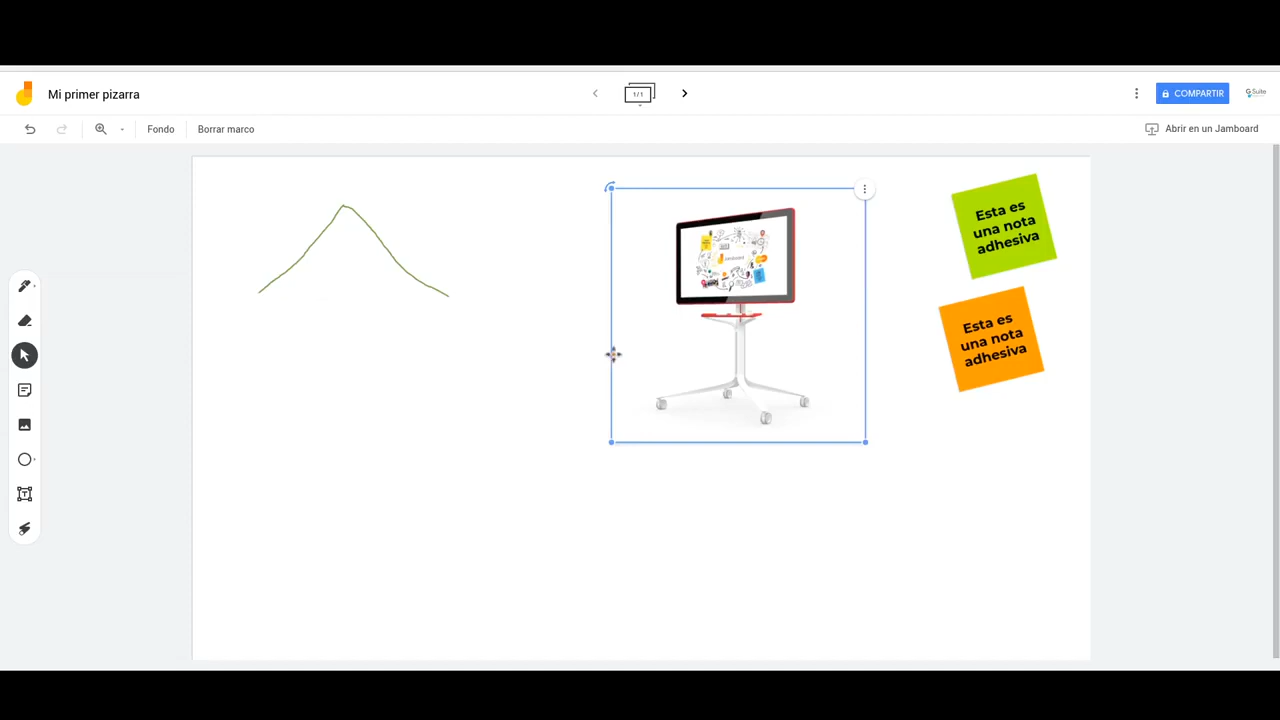 Mi primer pizarra
1/1
COMPARTIR
G Suite
Fondo
Borrar marco
Abrir en un Jamboard
Esta es
una nota
adhesiva
Jamboard
Esta es
una nota
adhesiva